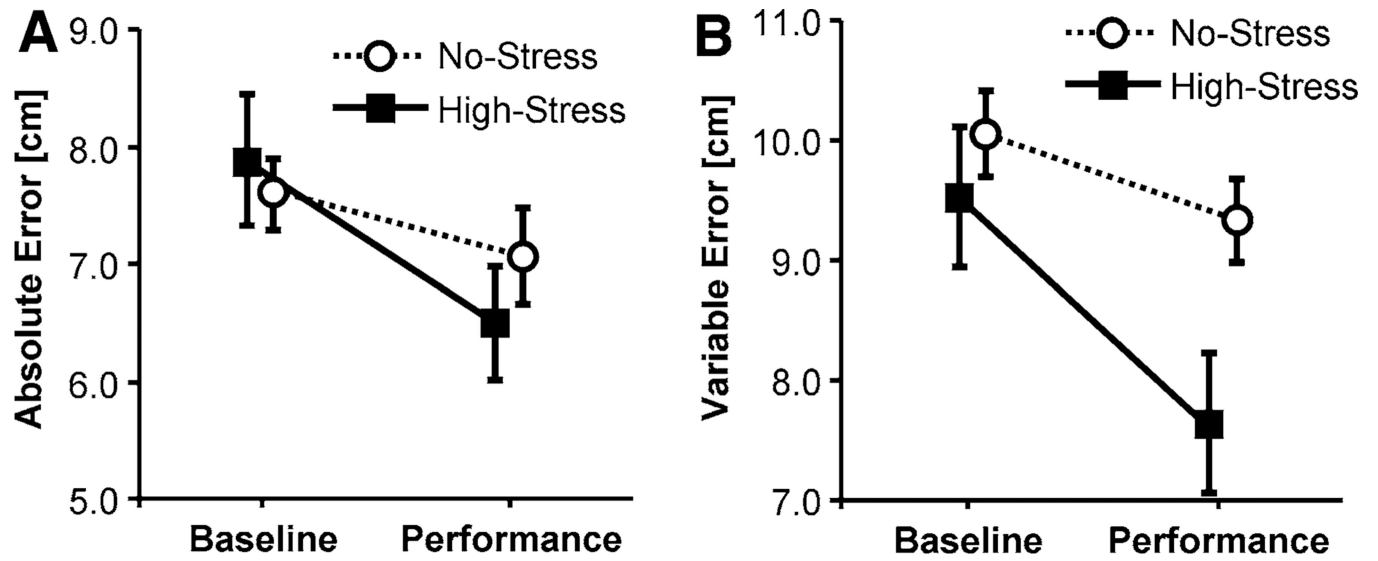 A
9.0
8.0
7.0
6.0
5.0
Absolute Error [cm]
No-Stress
High-Stress
Baseline Performance
B
11.0
10.0
9.0
8.0
7.0
Variable Error [cm]
No-Stress
High-Stress
Baseline Performance